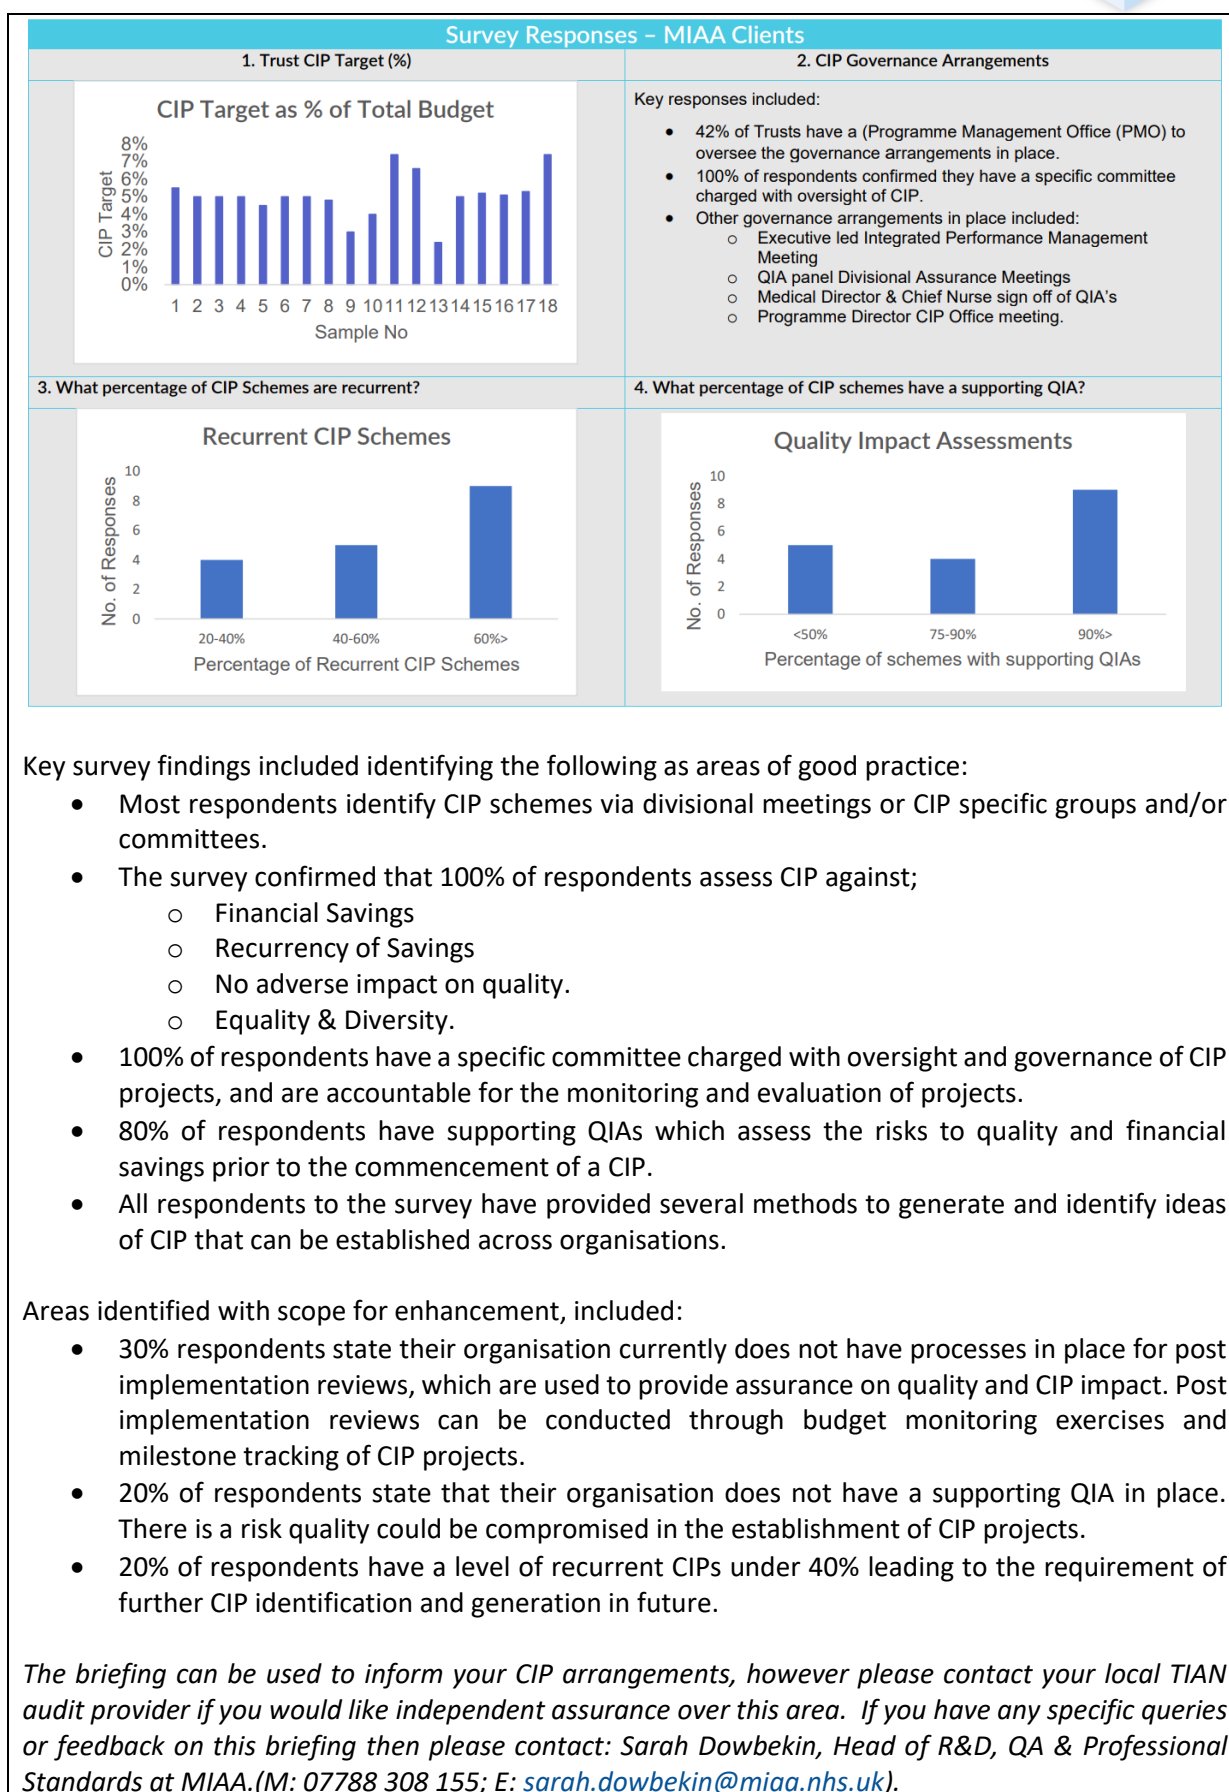 Survey Responses – MIAA Clients
1. Trust CIP Target (%)
2. CIP Governance Arrangements
CIP Target as % of Total Budget
CIP Target
8%
7%
6%
5%
4%
3%
2%
1%
0%
1 2 3 4 5 6 7 8 9 10 11 12 13 14 15 16 17 18
Sample No
Key responses included:
• 42% of Trusts have a (Programme Management Office (PMO) to
oversee the governance arrangements in place.
• 100% of respondents confirmed they have a specific committee
charged with oversight of CIP.
• Other governance arrangements in place included:
o Executive led Integrated Performance Management
Meeting
o QIA panel Divisional Assurance Meetings
o Medical Director & Chief Nurse sign off of QIA's
o Programme Director CIP Office meeting.
3. What percentage of CIP Schemes are recurrent?
4. What percentage of CIP schemes have a supporting QIA?
Recurrent CIP Schemes
No. of Responses
10
8
6
4
2
0
20-40% 40-60% 60%>
Percentage of Recurrent CIP Schemes
Quality Impact Assessments
No. of Responses
10
8
6
4
2
0
<50% 75-90% 90%>
Percentage of schemes with supporting QIAs
Key survey findings included identifying the following as areas of good practice:
• Most respondents identify CIP schemes via divisional meetings or CIP specific groups and/or
committees.
• The survey confirmed that 100% of respondents assess CIP against;
o Financial Savings
o Recurrency of Savings
o No adverse impact on quality.
o Equality & Diversity.
• 100% of respondents have a specific committee charged with oversight and governance of CIP
projects, and are accountable for the monitoring and evaluation of projects.
• 80% of respondents have supporting QIAs which assess the risks to quality and financial
savings prior to the commencement of a CIP.
• All respondents to the survey have provided several methods to generate and identify ideas
of CIP that can be established across organisations.
Areas identified with scope for enhancement, included:
• 30% respondents state their organisation currently does not have processes in place for post
implementation reviews, which are used to provide assurance on quality and CIP impact. Post
implementation reviews can be conducted through budget monitoring exercises and
milestone tracking of CIP projects.
• 20% of respondents state that their organisation does not have a supporting QIA in place.
There is a risk quality could be compromised in the establishment of CIP projects.
• 20% of respondents have a level of recurrent CIPs under 40% leading to the requirement of
further CIP identification and generation in future.
The briefing can be used to inform your CIP arrangements, however please contact your local TIAN
audit provider if you would like independent assurance over this area. If you have any specific queries
or feedback on this briefing then please contact: Sarah Dowbekin, Head of R&D, QA & Professional
Standards at MIAA.(M: 07788 308 155; E: sarah.dowbekin@miaa.nhs.uk).